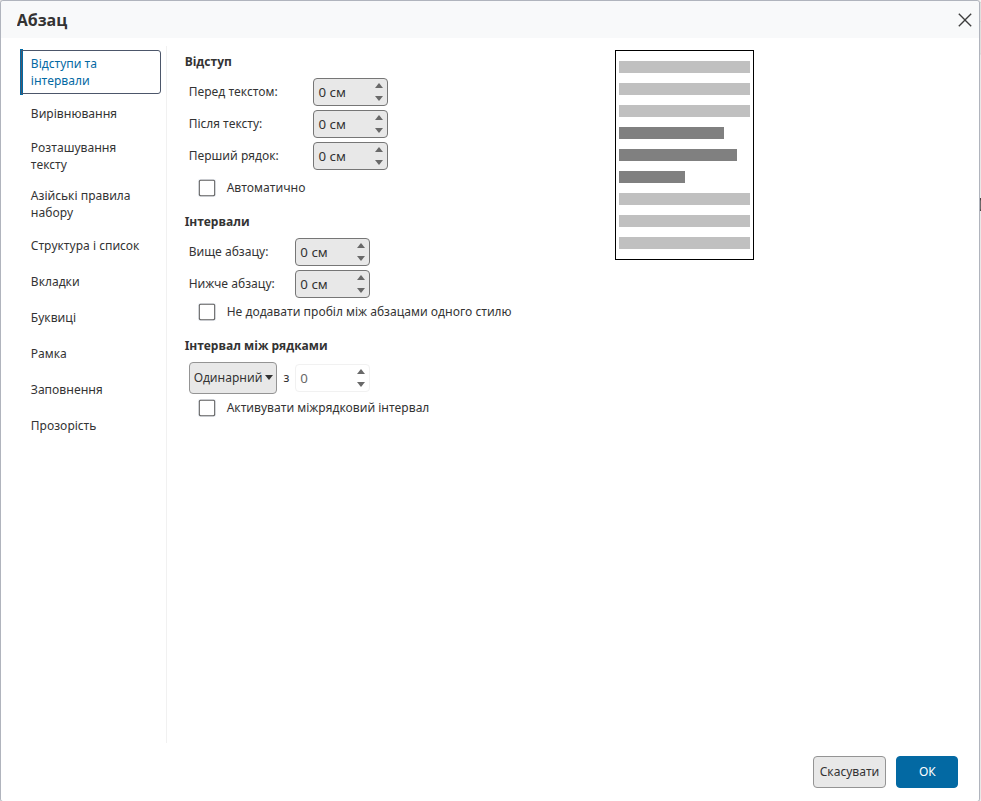 Абзац
Відступи та
інтервали
Вирівнювання
Розташування
тексту
Азійські правила
набору
Структура і список
Вкладки
Буквиці
Рамка
Заповнення
Прозорість
Відступ
Перед текстом: 0 см
Після тексту: 0 см
Перший рядок: 0 см
Автоматично
Інтервали
Вище абзацу: 0 см
Нижче абзацу: 0 см
Не додавати пробіл між абзацами одного стилю
Інтервал між рядками
Одинарний з 0
Активувати міжрядковий інтервал
Скасувати OK